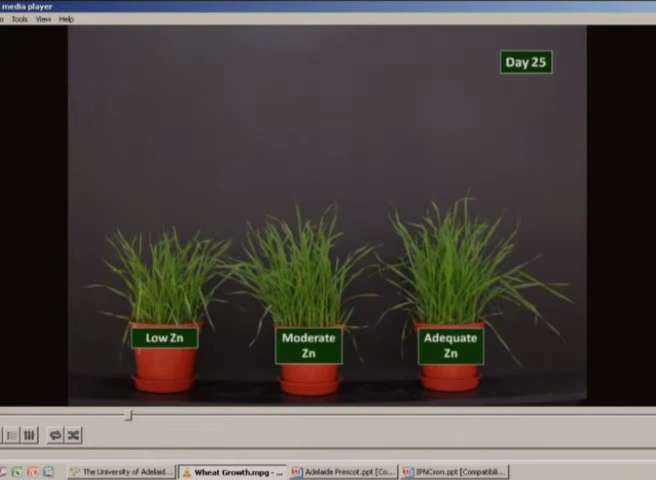 media player
Tools View Help
Day 25
Low Zn
Moderate
Zn
Adequate
Zn
The University of Adelaid...
Wheat Growth.mpg - ...
Adelaide Prescot.ppt [Co...
IPNCson.ppt [Compatibili...